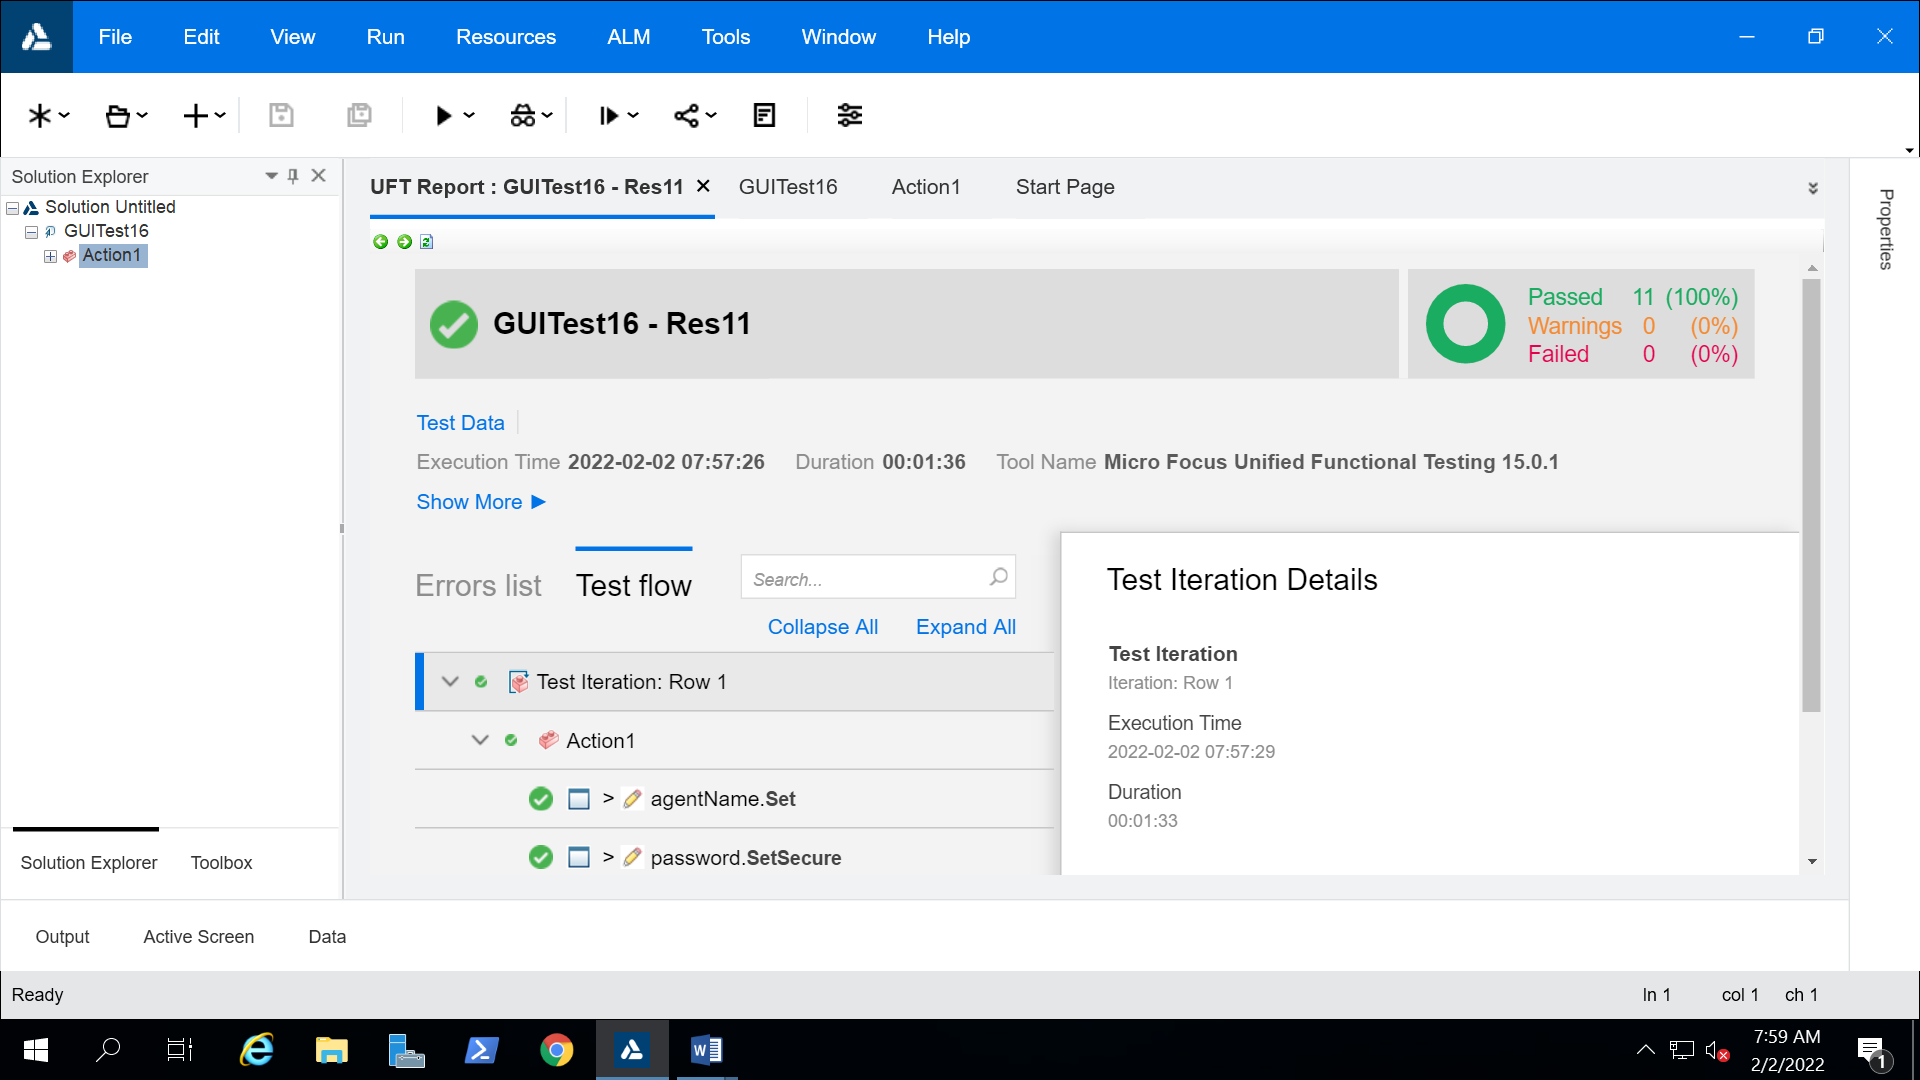 File Edit View Run Resources ALM Tools Window Help
Solution Explorer
Solution Untitled
GUITest16
Action1
UFT Report : GUITest16 - Res11 GUITest16 Action1 Start Page
Properties
GUITest16 - Res11
Passed 11 (100%)
Warnings 0 (0%)
Failed 0 (0%)
Test Data
Execution Time 2022-02-02 07:57:26 Duration 00:01:36 Tool Name Micro Focus Unified Functional Testing 15.0.1
Show More
Errors list Test flow Search...
Collapse All Expand All
Test Iteration: Row 1
Action1
> agentName.Set
> password.SetSecure
Test Iteration Details
Test Iteration
Iteration: Row 1
Execution Time
2022-02-02 07:57:29
Duration
00:01:33
Solution Explorer Toolbox
Output Active Screen Data
Ready ln 1 col 1 ch 1
7:59 AM
2/2/2022
1